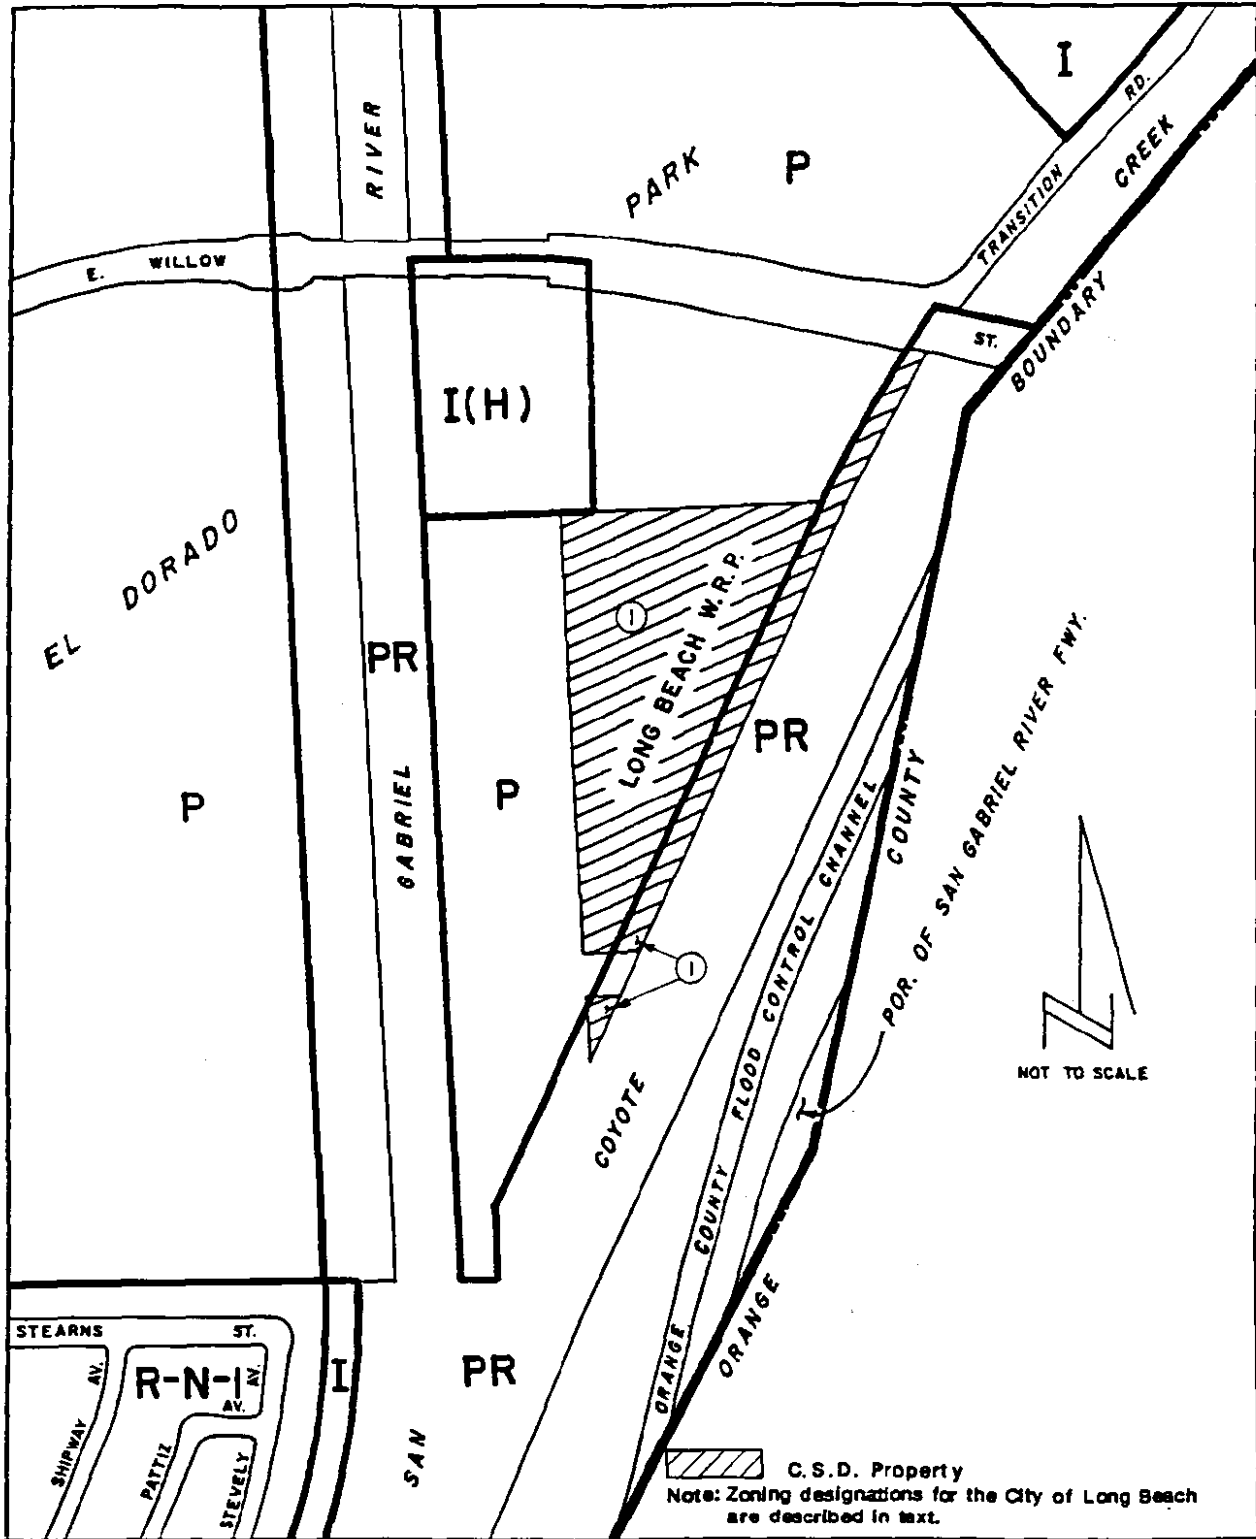 I
RD.
RIVER
PARK
P
CREEK
TRANSITION
E. WILLOW
ST.
BOUNDARY
I(H)
EL DORADO
LONG BEACH W.R.P.
1
PR
PR
P
P
GABRIEL
COUNTY
POR. OF SAN GABRIEL RIVER FWY.
1
NOT TO SCALE
COYOTE
ORANGE COUNTY FLOOD CONTROL CHANNEL
ORANGE
STEARNS ST.
R-N-I
AV.
AV.
AV.
I
PR
SHIPWAY
PATTIZ
STEVELY
SAN
C.S.D. Property
Note: Zoning designations for the City of Long Beach
are described in text.